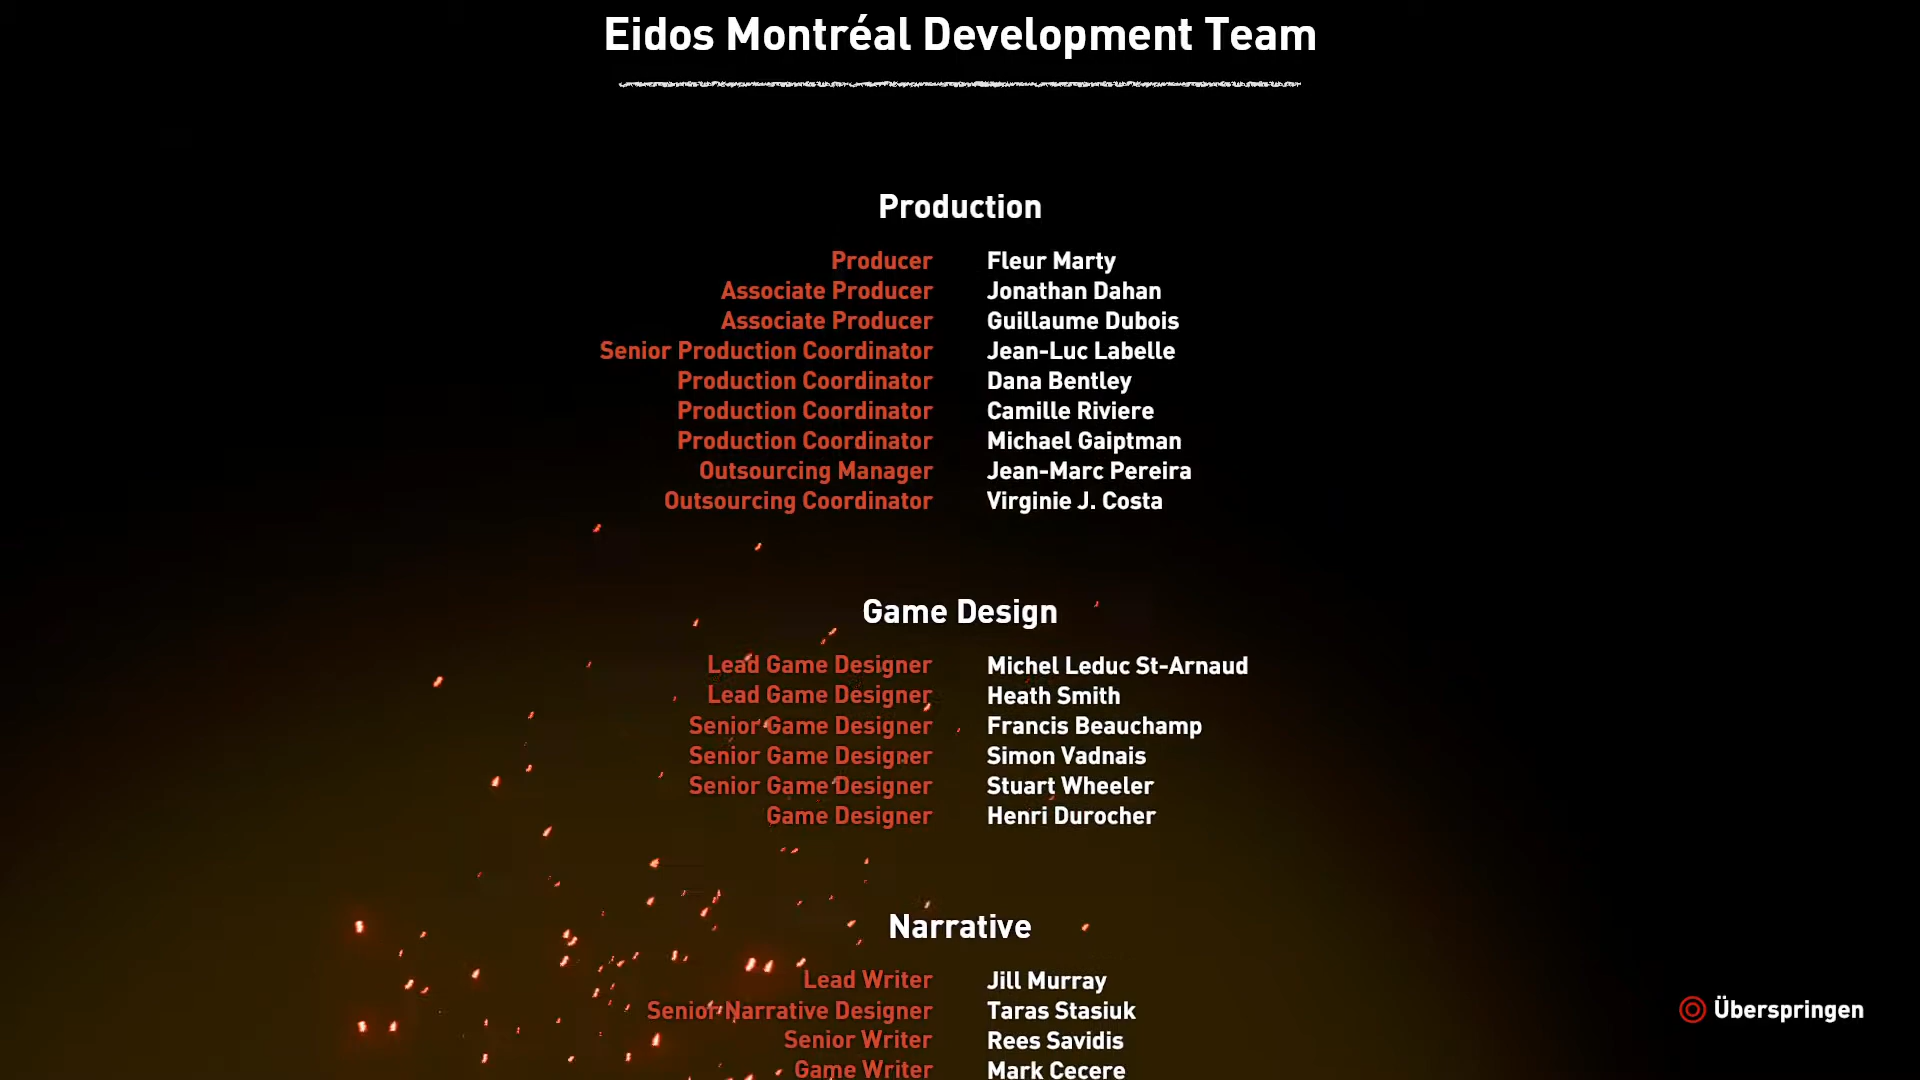 Eidos Montréal Development Team
Production
Producer Fleur Marty
Associate Producer Jonathan Dahan
Associate Producer Guillaume Dubois
Senior Production Coordinator Jean-Luc Labelle
Production Coordinator Dana Bentley
Production Coordinator Camille Riviere
Production Coordinator Michael Gaiptman
Outsourcing Manager Jean-Marc Pereira
Outsourcing Coordinator Virginie J. Costa
Game Design
Lead Game Designer Michel Leduc St-Arnaud
Lead Game Designer Heath Smith
Senior Game Designer Francis Beauchamp
Senior Game Designer Simon Vadnais
Senior Game Designer Stuart Wheeler
Game Designer Henri Durocher
Narrative
Lead Writer Jill Murray
Senior Narrative Designer Taras Stasiuk
Überspringen
Senior Writer Rees Savidis
Game Writer Mark Cecere